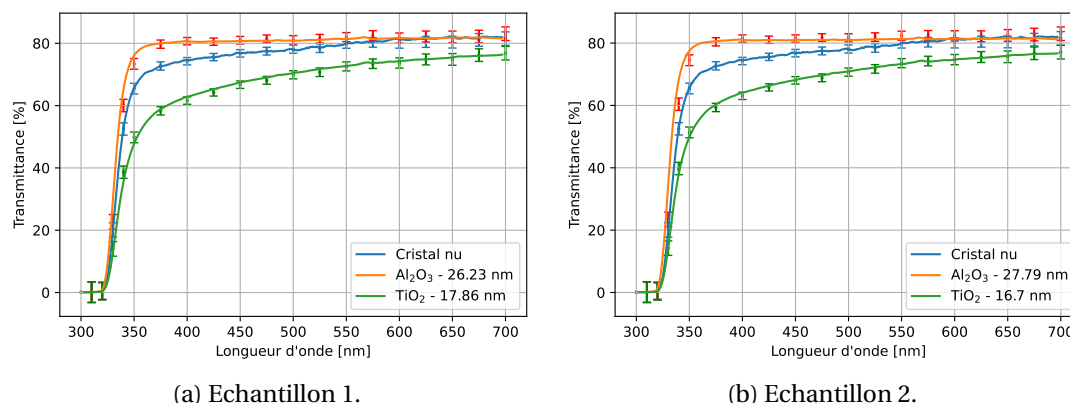 80
60
40
20
0
Transmittance [%]
Cristal nu
Al₂O₃ - 26.23 nm
TiO₂ - 17.86 nm
300 350 400 450 500 550 600 650 700
Longueur d'onde [nm]
(a) Echantillon 1.
80
60
40
20
0
Transmittance [%]
Cristal nu
Al₂O₃ - 27.79 nm
TiO₂ - 16.7 nm
300 350 400 450 500 550 600 650 700
Longueur d'onde [nm]
(b) Echantillon 2.